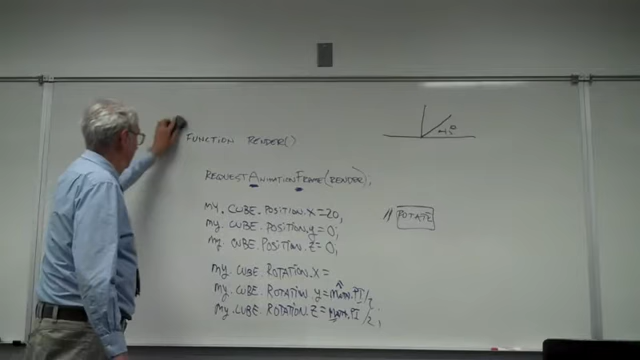 FUNCTION RENDER()
REQUEST ANIMATION FRAME (RENDER),
MY. CUBE. POSITION. X = 20,
MY. CUBE. POSITION. y = 0;
MY. CUBE. POSITION. Z = 0,
// ROTATE
MY. CUBE. ROTATION. X =
MY. CUBE. ROTATION. y = MATH. PI/2;
MY. CUBE. ROTATION. Z = MATH. PI/2;